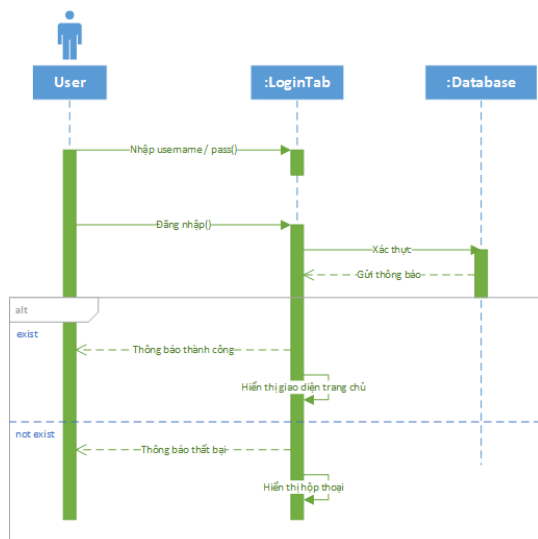 User
:LoginTab
:Database
Nhập username / pass()
Đăng nhập()
Xác thực
Gửi thông báo
alt
exist
Thông báo thành công
Hiển thị giao diện trang chủ
not exist
Thông báo thất bại
Hiển thị hộp thoại